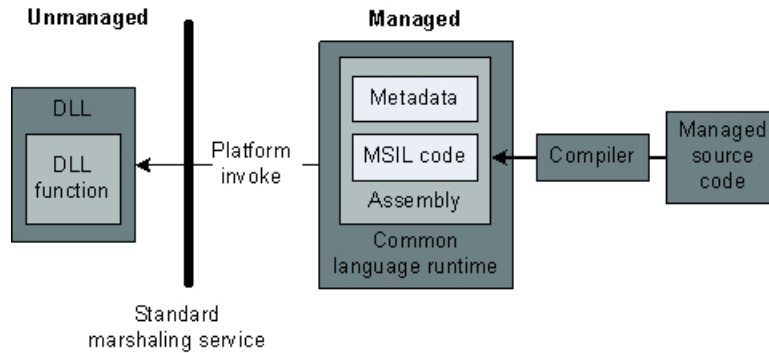 Unmanaged
Managed
DLL
DLL
function
Platform
invoke
Metadata
MSIL code
Assembly
Common
language runtime
Compiler
Managed
source
code
Standard
marshaling service